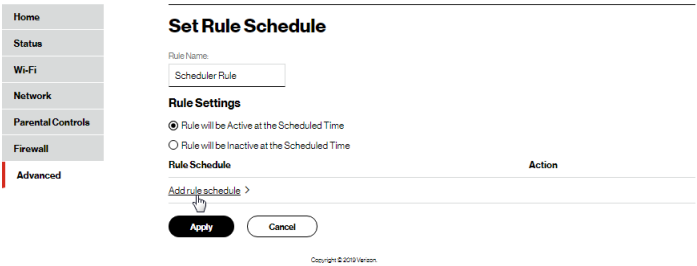 Home
Status
Wi-Fi
Network
Parental Controls
Firewall
Advanced
Set Rule Schedule
Rule Name:
Scheduler Rule
Rule Settings
Rule will be Active at the Scheduled Time
Rule will be Inactive at the Scheduled Time
Rule Schedule Action
Add rule schedule >
Apply Cancel
Copyright © 2019 Verizon.